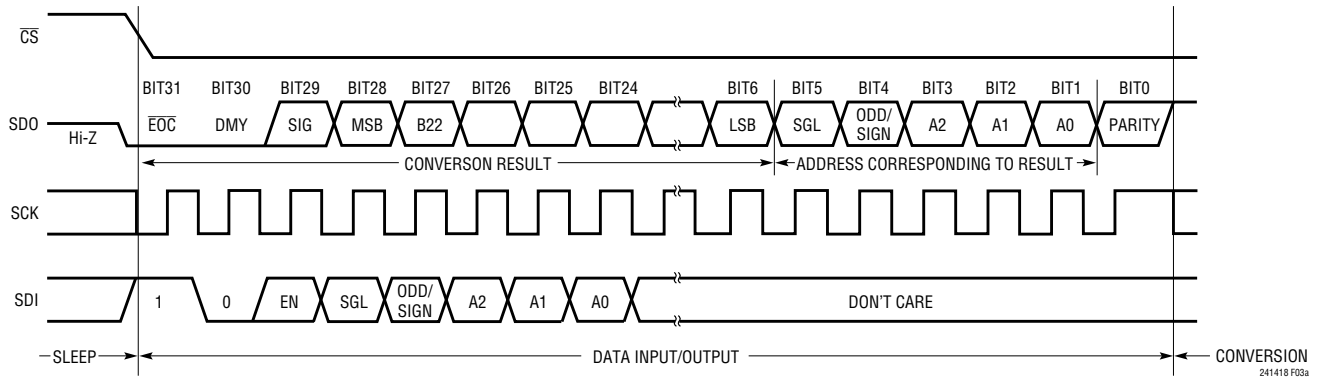 CS
BIT31 BIT30 BIT29 BIT28 BIT27 BIT26 BIT25 BIT24 BIT6 BIT5 BIT4 BIT3 BIT2 BIT1 BIT0
SDO Hi-Z EOC DMY SIG MSB B22 LSB SGL ODD/ SIGN A2 A1 A0 PARITY
CONVERSON RESULT ADDRESS CORRESPONDING TO RESULT
SCK
SDI 1 0 EN SGL ODD/ SIGN A2 A1 A0 DON'T CARE
SLEEP DATA INPUT/OUTPUT CONVERSION
241418 F03a